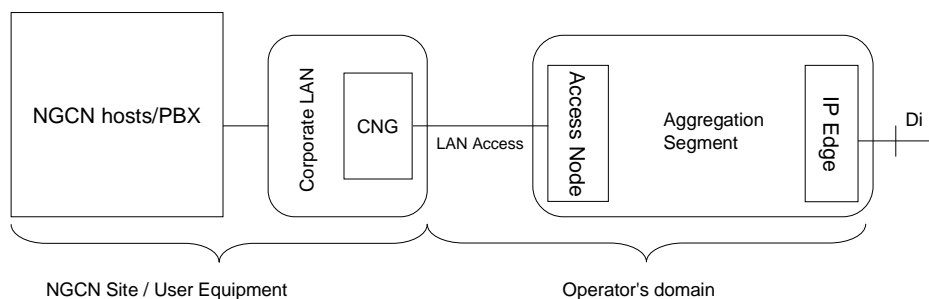 NGCN hosts/PBX
Corporate LAN
CNG
LAN Access
Access Node
Aggregation
Segment
IP Edge
Di
NGCN Site / User Equipment
Operator's domain